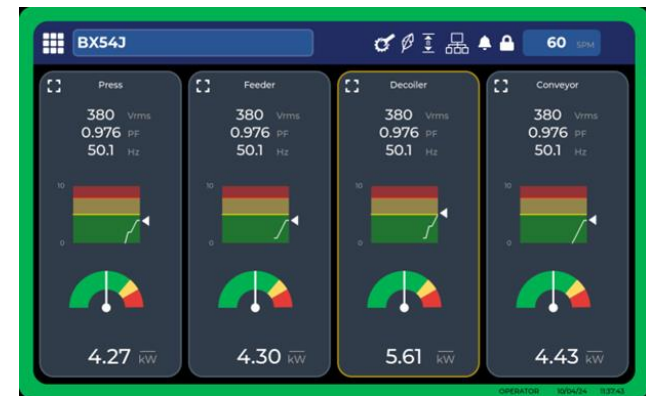 BX54J
60 SPM
Press
380 Vrms
0.976 PF
50.1 Hz
10
0
4.27 kW
Feeder
380 Vrms
0.976 PF
50.1 Hz
10
0
4.30 kW
Decoiler
380 Vrms
0.976 PF
50.1 Hz
10
0
5.61 kW
Conveyor
380 Vrms
0.976 PF
50.1 Hz
10
0
4.43 kW
OPERATOR 10/04/24 11:37:43